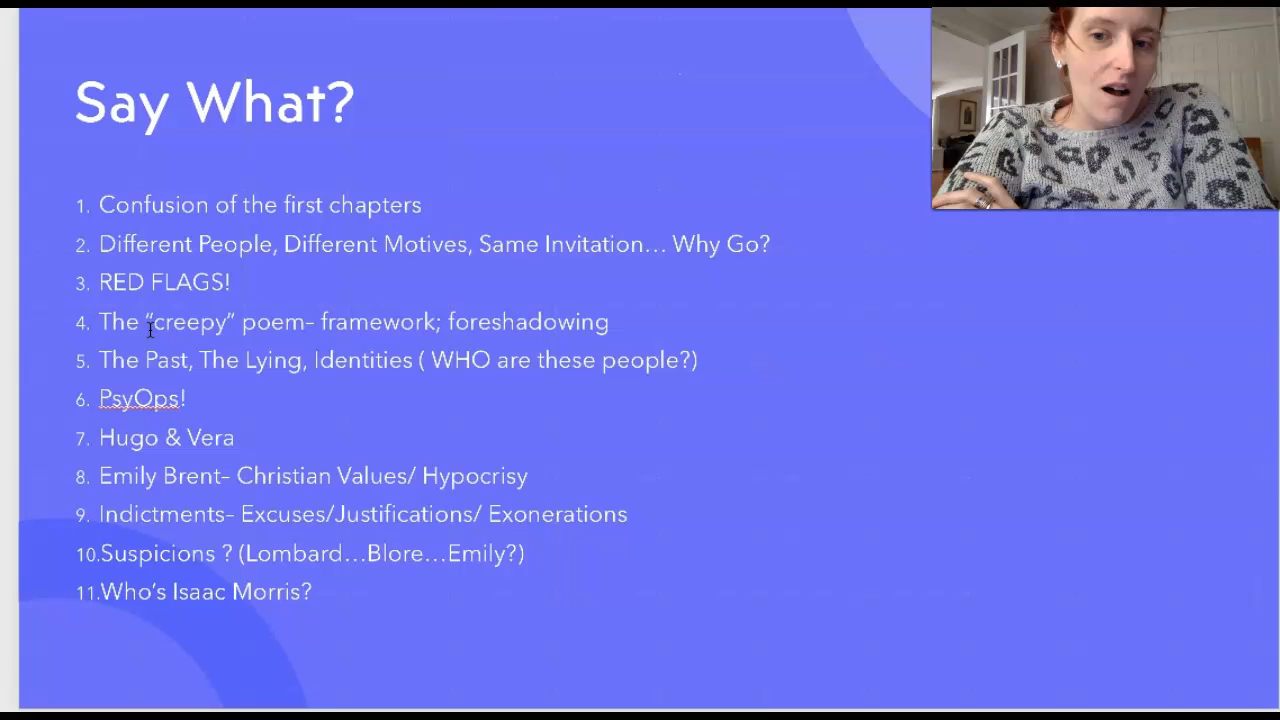 Say What?
1. Confusion of the first chapters
2. Different People, Different Motives, Same Invitation… Why Go?
3. RED FLAGS!
4. The “creepy” poem– framework; foreshadowing
5. The Past, The Lying, Identities ( WHO are these people?)
6. PsyOps!
7. Hugo & Vera
8. Emily Brent– Christian Values/ Hypocrisy
9. Indictments– Excuses/Justifications/ Exonerations
10.Suspicions ? (Lombard…Blore…Emily?)
11.Who’s Isaac Morris?